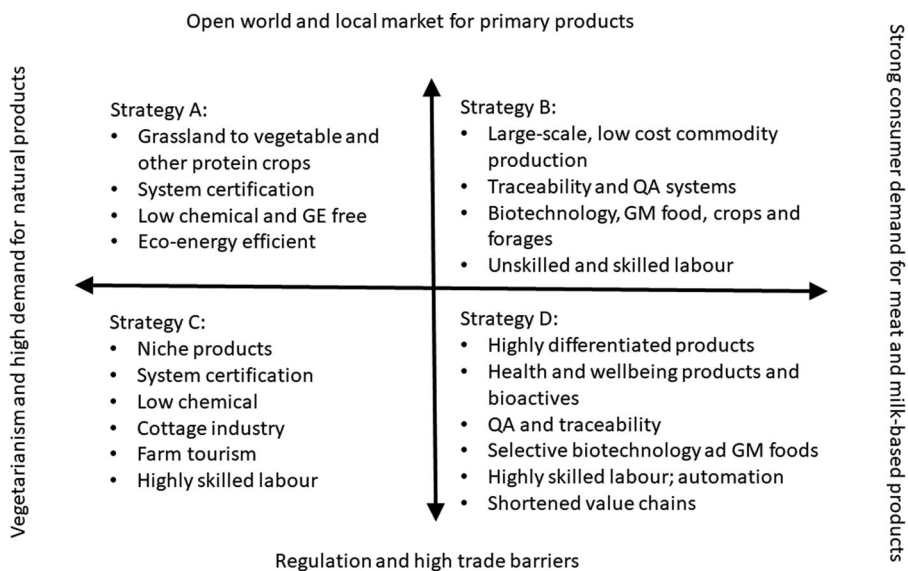 Open world and local market for primary products
Vegetarianism and high demand for natural products
Strategy A:
• Grassland to vegetable and
other protein crops
• System certification
• Low chemical and GE free
• Eco-energy efficient
Strategy B:
• Large-scale, low cost commodity
production
• Traceability and QA systems
• Biotechnology, GM food, crops and
forages
• Unskilled and skilled labour
Strategy C:
• Niche products
• System certification
• Low chemical
• Cottage industry
• Farm tourism
• Highly skilled labour
Strategy D:
• Highly differentiated products
• Health and wellbeing products and
bioactives
• QA and traceability
• Selective biotechnology ad GM foods
• Highly skilled labour; automation
• Shortened value chains
Strong consumer demand for meat and milk-based products
Regulation and high trade barriers